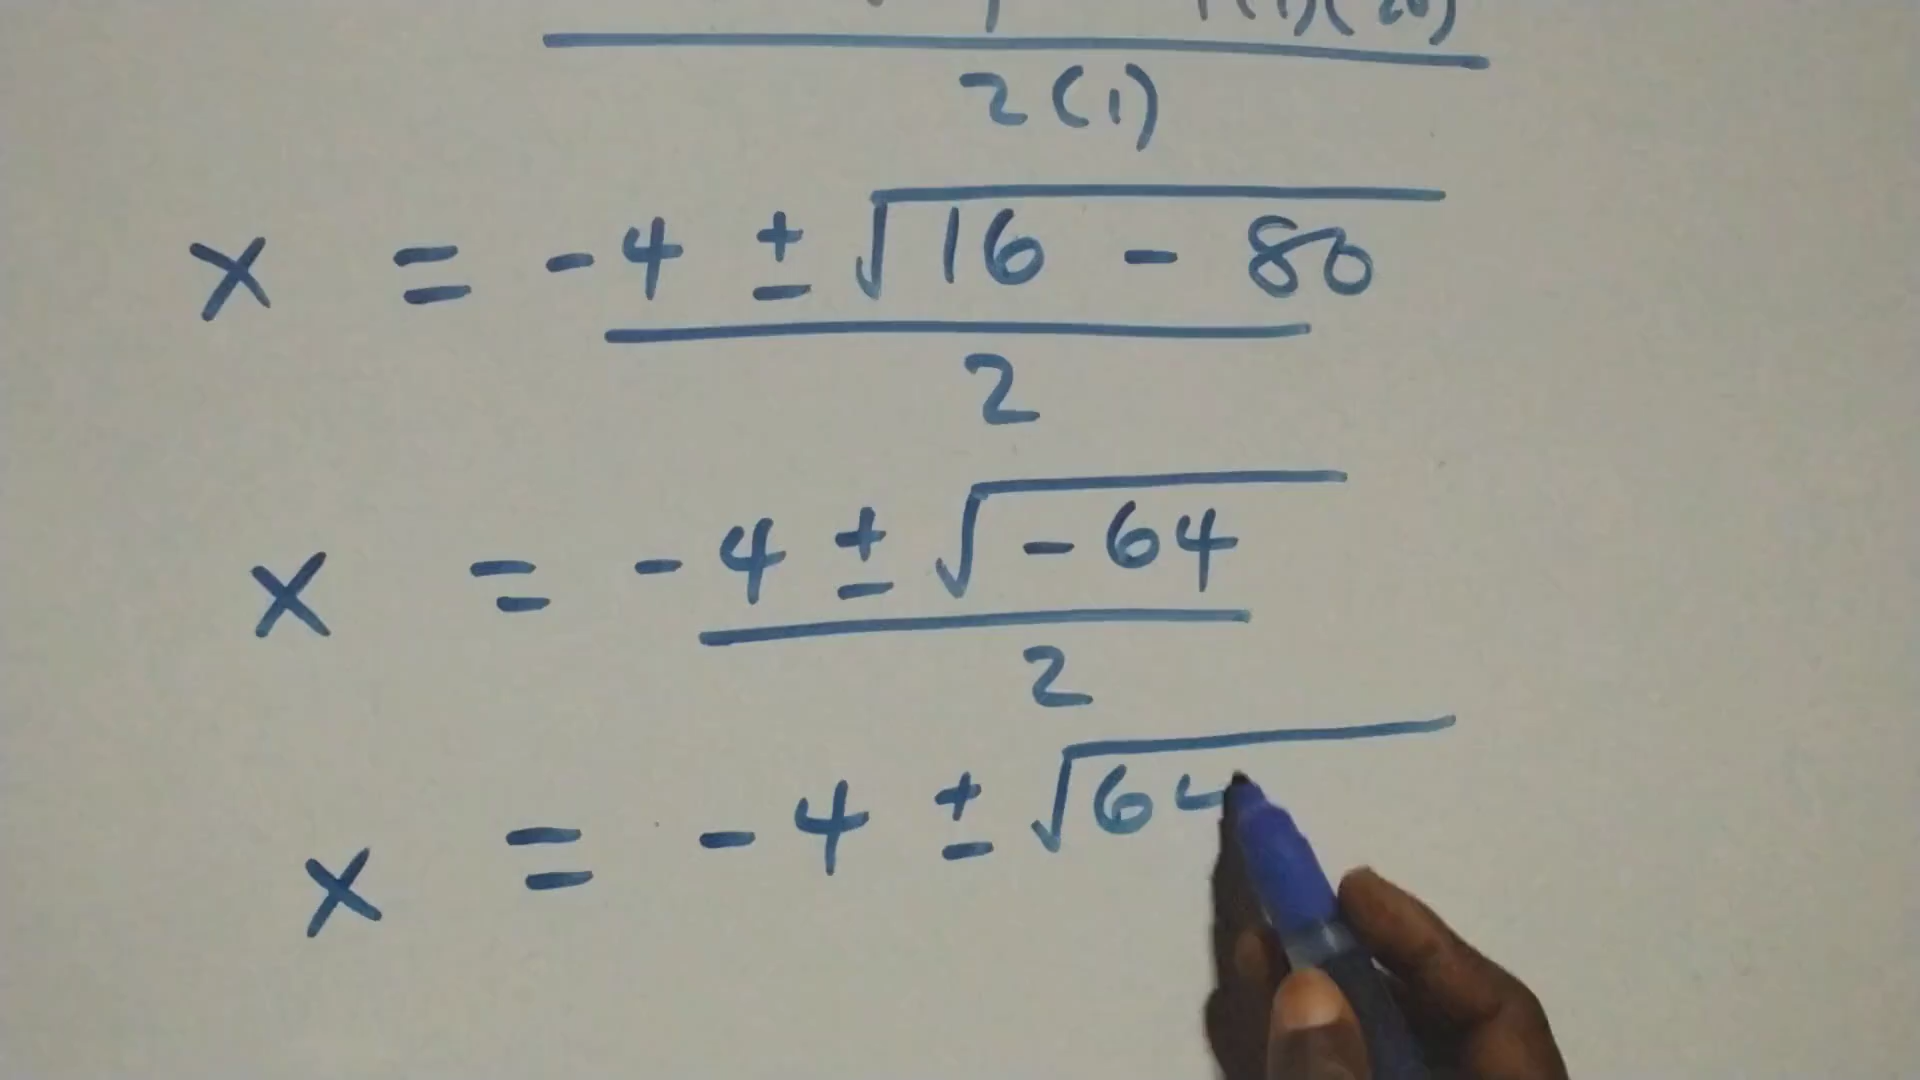 2(1)
x = -4 ± √16 - 80
2
x = -4 ± √-64
2
x = -4 ± √64